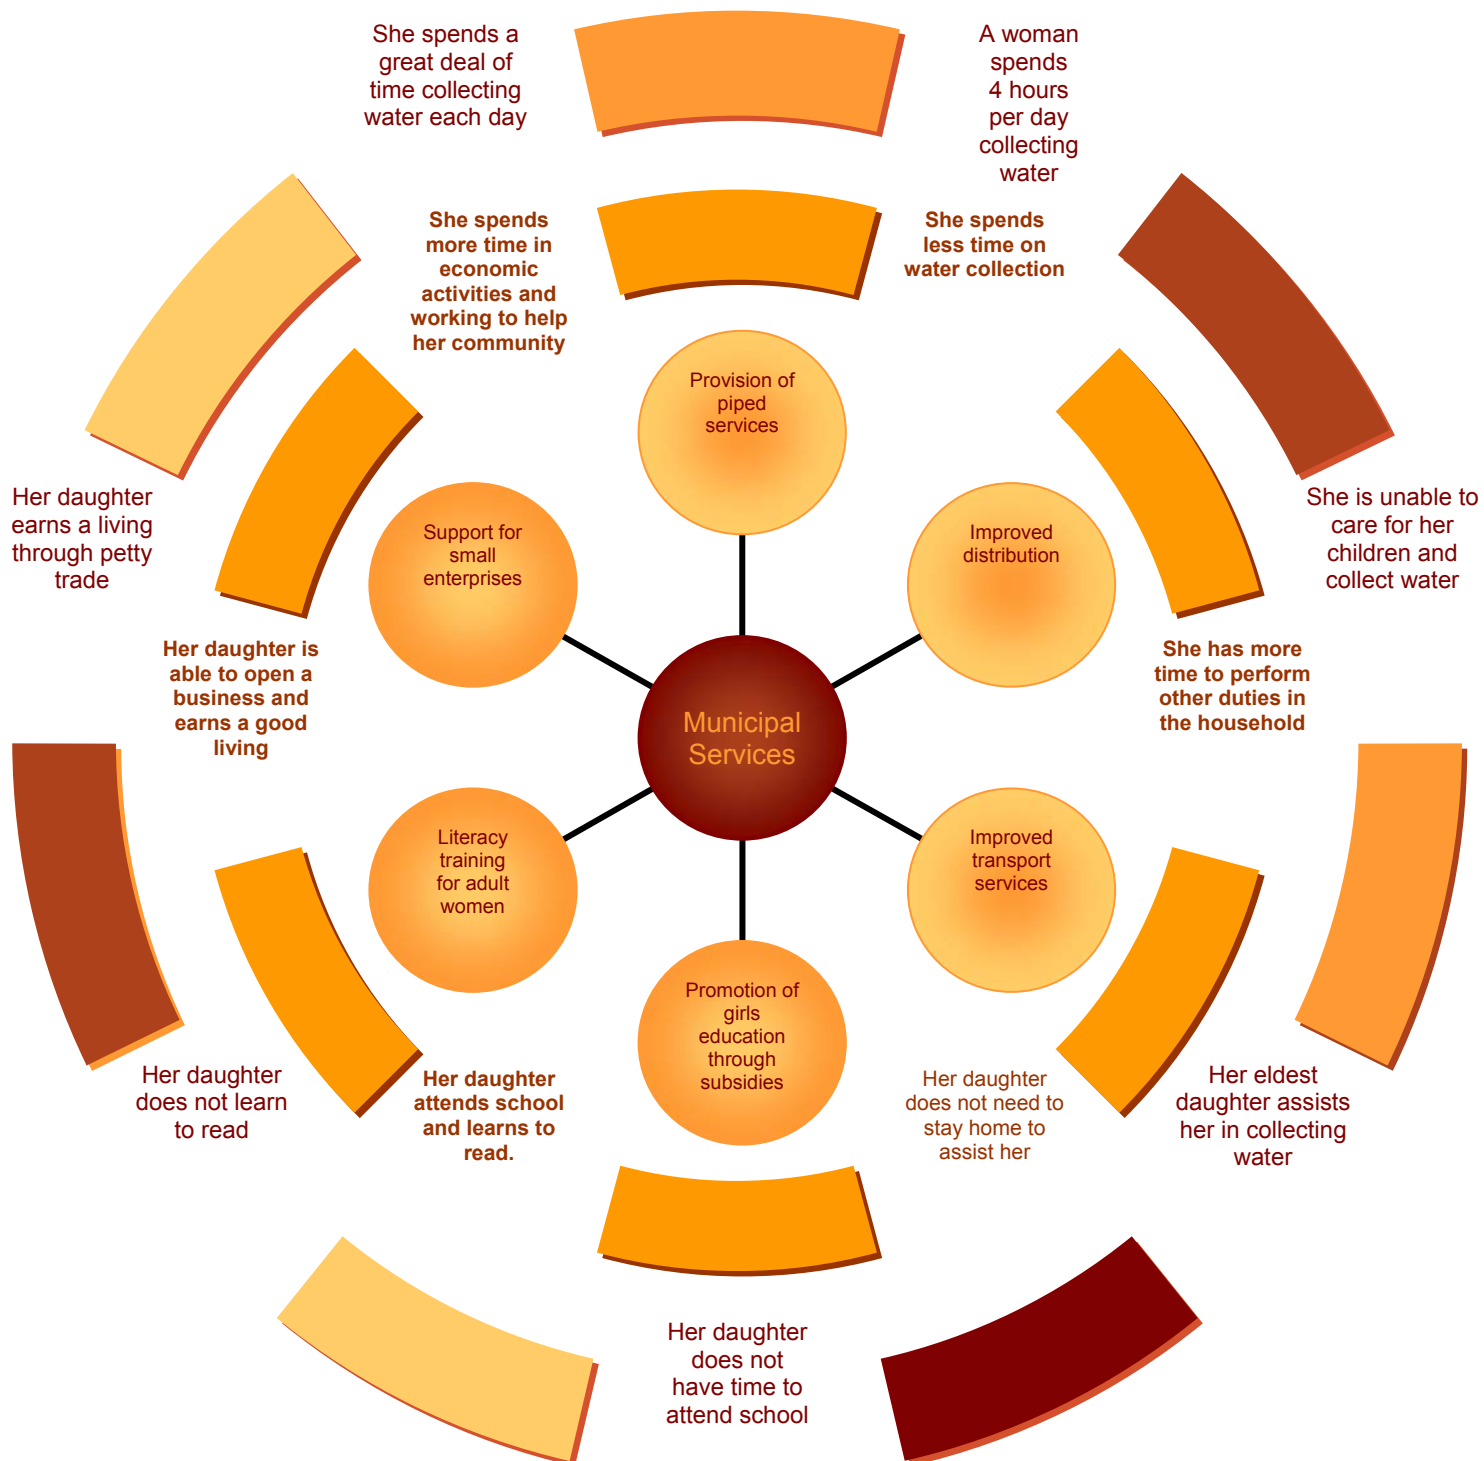 She spends a
great deal of
time collecting
water each day
A woman
spends
4 hours
per day
collecting
water
She spends
more time in
economic
activities and
working to help
her community
She spends
less time on
water collection
Provision of
piped
services
Her daughter
earns a living
through petty
trade
Support for
small
enterprises
Improved
distribution
She is unable to
care for her
children and
collect water
Her daughter is
able to open a
business and
earns a good
living
She has more
time to perform
other duties in
the household
Municipal
Services
Literacy
training
for adult
women
Improved
transport
services
Promotion of
girls
education
through
subsidies
Her daughter
does not learn
to read
Her daughter
attends school
and learns to
read.
Her daughter
does not need to
stay home to
assist her
Her eldest
daughter assists
her in collecting
water
Her daughter
does not
have time to
attend school